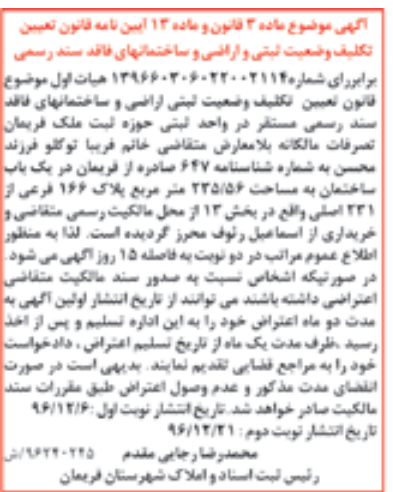 آگهی موضوع ماده ۳ قانون و ماده ۱۳ آیین نامه قانون تعیین
تکلیف وضعیت ثبتی و اراضی و ساختمانهای فاقد سند رسمی
برابررای شماره۱۳۹۶۶۰۳۰۶۰۲۲۰۰۲۱۱۴ هیات اول موضوع
قانون تعیین تکلیف وضعیت ثبتی اراضی و ساختمانهای فاقد
سند رسمی مستقر در واحد ثبتی حوزه ثبت ملک فریمان
تصرفات مالکانه بلامعارض متقاضی خانم فریبا توکلو فرزند
محسن به شماره شناسنامه ۶۴۷ صادره از فریمان در یک باب
ساختمان به مساحت ۲۳۵/۵۶ متر مربع پلاک ۱۶۶ فرعی از
۲۳۱ اصلی واقع در بخش ۱۳ از محل مالکیت رسمی متقاضی و
خریداری از اسماعیل رئوف محرز گردیده است. لذا به منظور
اطلاع عموم مراتب در دو نوبت به فاصله ۱۵ روز آگهی می شود.
در صورتیکه اشخاص نسبت به صدور سند مالکیت متقاضی
اعتراضی داشته باشند می توانند از تاریخ انتشار اولین آگهی به
مدت دو ماه اعتراض خود را به این اداره تسلیم و پس از اخذ
رسید ،ظرف مدت یک ماه از تاریخ تسلیم اعتراض ، دادخواست
خود را به مراجع قضایی تقدیم نمایند. بدیهی است در صورت
انقضای مدت مذکور و عدم وصول اعتراض طبق مقررات سند
مالکیت صادر خواهد شد. تاریخ انتشار نوبت اول :۹۶/۱۲/۶
تاریخ انتشار نوبت دوم : ۹۶/۱۲/۲۱
محمدرضا رجایی مقدم ۹۶۲۴۰۲۴۵/ش
رئیس ثبت اسناد و املاک شهرستان فریمان